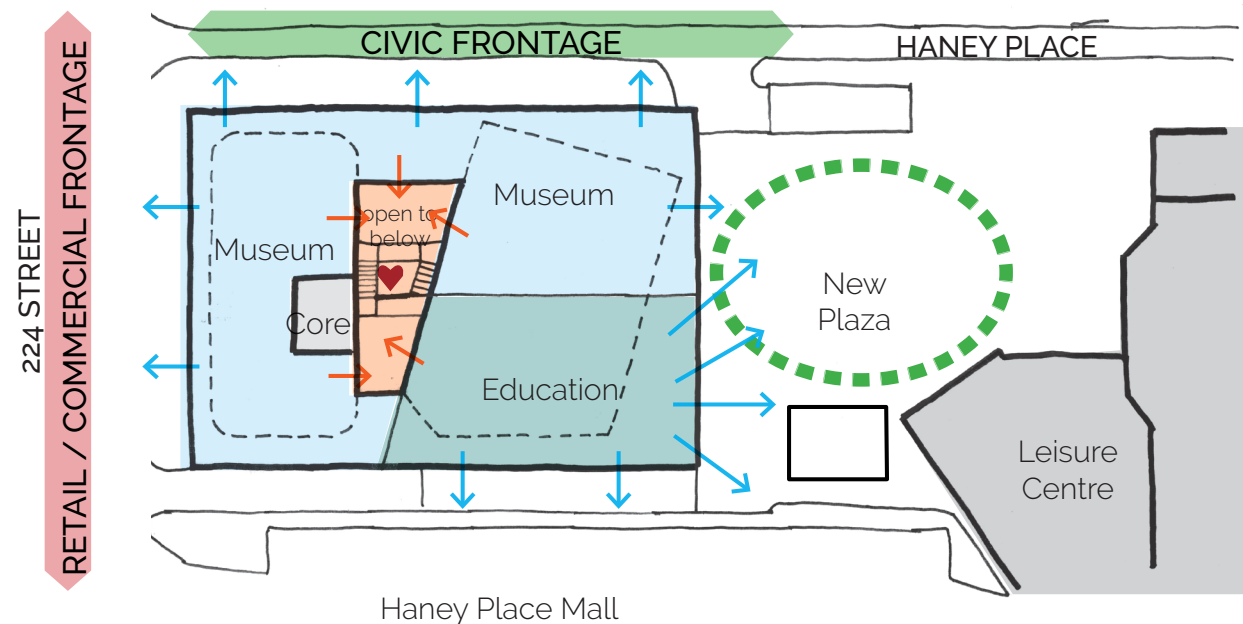 CIVIC FRONTAGE
HANEY PLACE
224 STREET
RETAIL / COMMERCIAL FRONTAGE
Museum
open to
below
Museum
Core
Education
New
Plaza
Leisure
Centre
Haney Place Mall